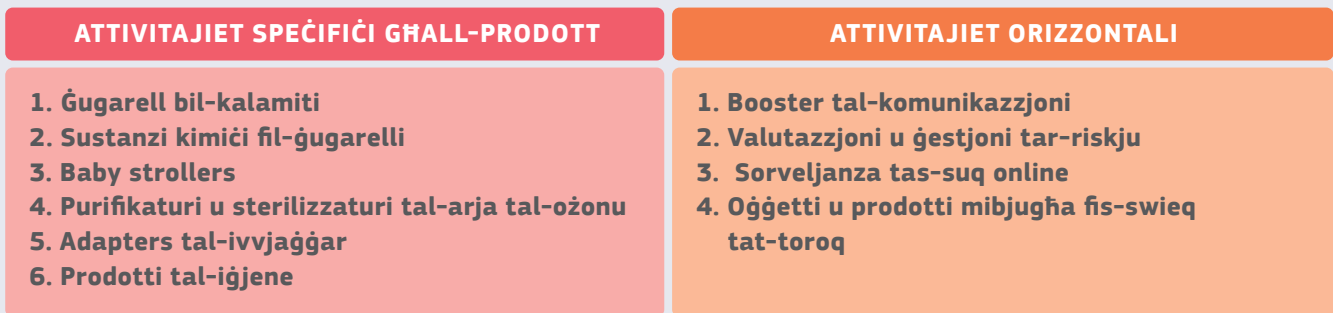 ATTIVITAJIET SPEĊIFIĊI GĦALL-PRODOTT
1. Ġugarell bil-kalamiti
2. Sustanzi kimiċi fil-ġugarelli
3. Baby strollers
4. Purifikaturi u sterilizzaturi tal-arja tal-ożonu
5. Adapters tal-ivvjaġġar
6. Prodotti tal-iġjene
ATTIVITAJIET ORIZZONTALI
1. Booster tal-komunikazzjoni
2. Valutazzjoni u ġestjoni tar-riskju
3. Sorveljanza tas-suq online
4. Oġġetti u prodotti mibjugħa fis-swieq
tat-toroq